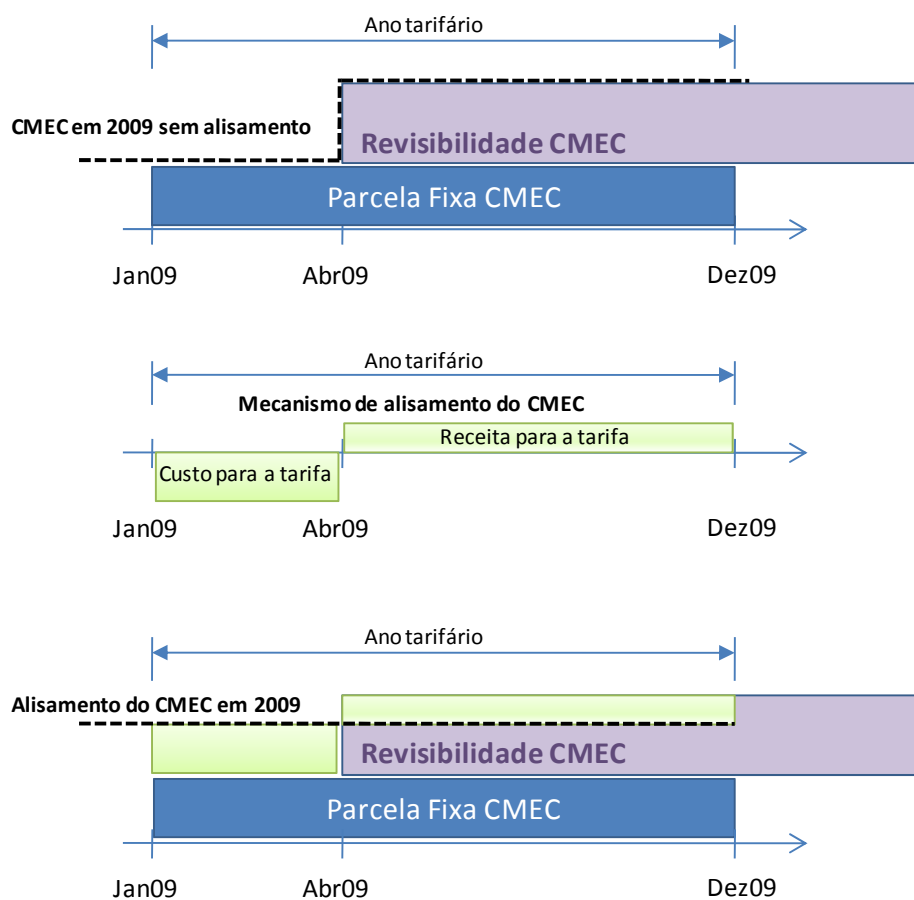 Ano tarifário
CMEC em 2009 sem alisamento
Revisibilidade CMEC
Parcela Fixa CMEC
Jan09
Abr09
Dez09
Ano tarifário
Mecanismo de alisamento do CMEC
Receita para a tarifa
Custo para a tarifa
Jan09
Abr09
Dez09
Ano tarifário
Alisamento do CMEC em 2009
Revisibilidade CMEC
Parcela Fixa CMEC
Jan09
Abr09
Dez09